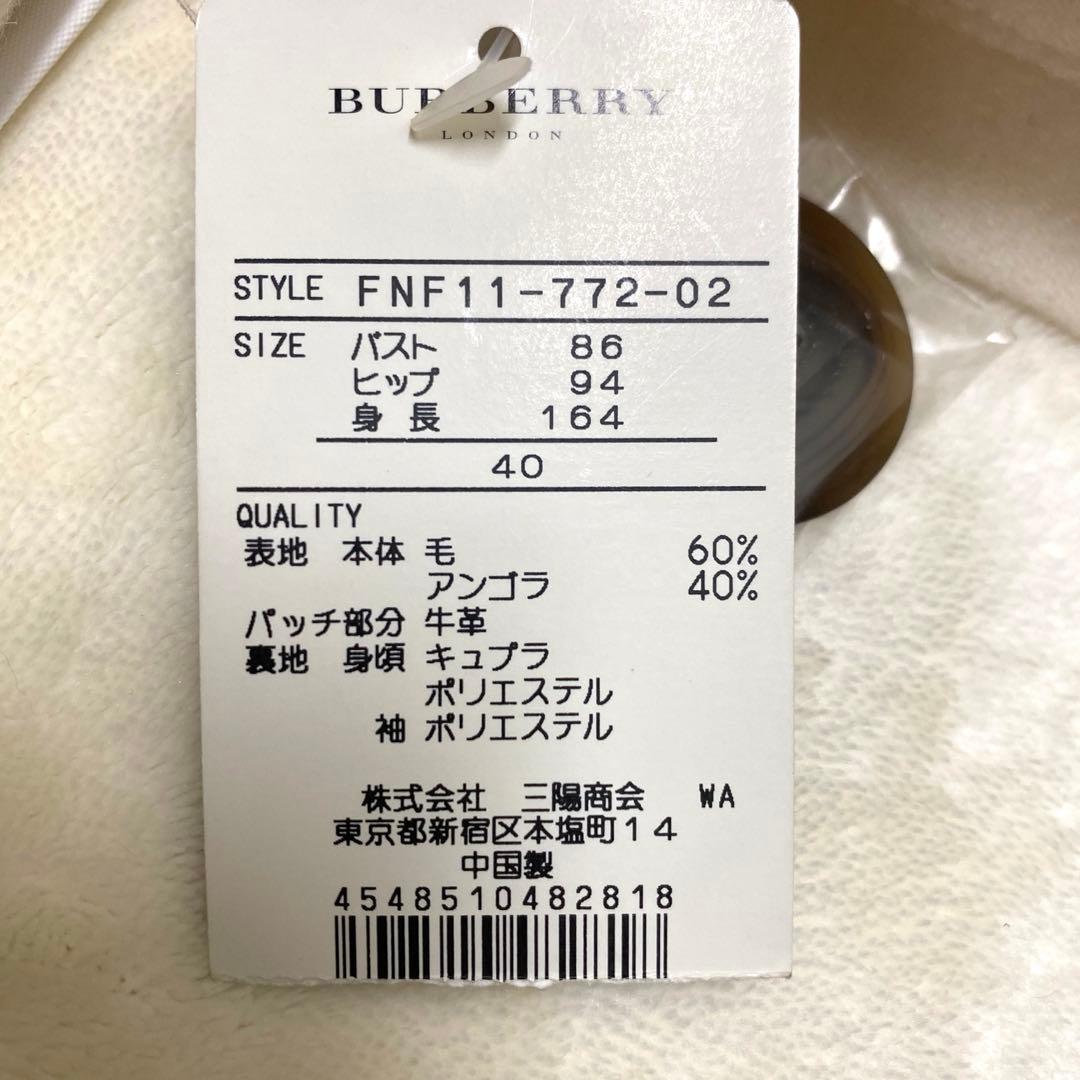 BURBERRY
LONDON
STYLE FNF11-772-02
SIZE バスト 86
ヒップ 94
身長 164
40
QUALITY
表地 本体 毛 60%
アンゴラ 40%
パッチ部分 牛革
裏地 身頃 キュプラ
ポリエステル
袖 ポリエステル
株式会社 三陽商会 WA
東京都新宿区本塩町14
中国製
4548510482818